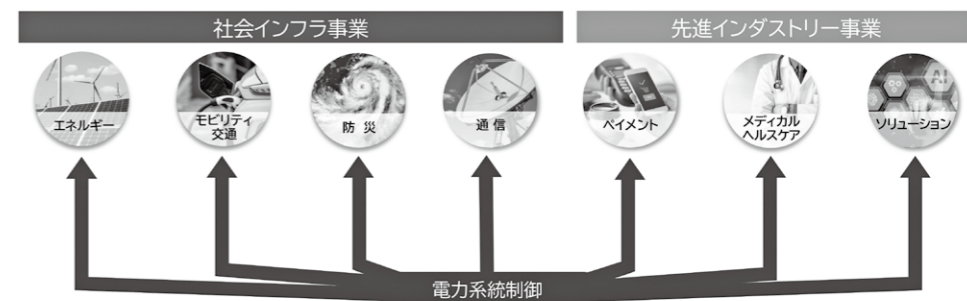 社会インフラ事業
先進インダストリー事業
エネルギー
モビリティ
交通
防 災
通 信
ペイメント
メディカル
ヘルスケア
AI
ソリューション
電力系統制御